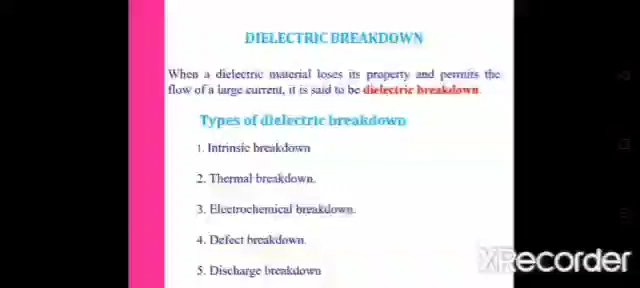 DIELECTRIC BREAKDOWN
When a dielectric material loses its property and permits the
flow of a large current, it is said to be dielectric breakdown.
Types of dielectric breakdown
1. Intrinsic breakdown
2. Thermal breakdown.
3. Electrochemical breakdown.
4. Defect breakdown.
5. Discharge breakdown
XRecorder